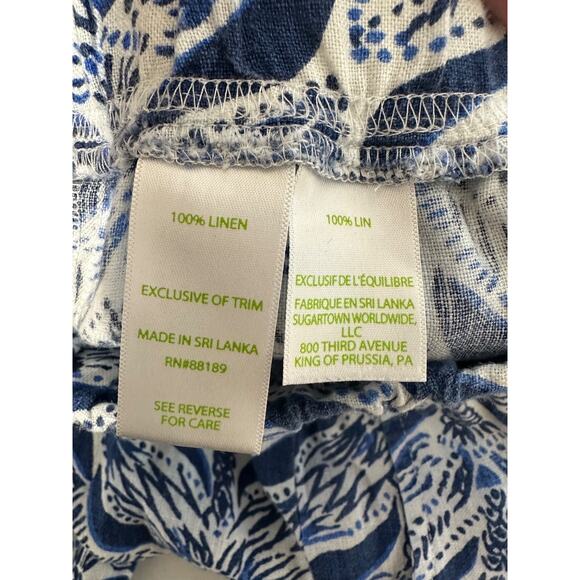 100% LINEN
EXCLUSIVE OF TRIM
MADE IN SRI LANKA
RN#88189
SEE REVERSE
FOR CARE
100% LIN
EXCLUSIF DE L'ÉQUILIBRE
FABRIQUE EN SRI LANKA
SUGARTOWN WORLDWIDE,
LLC
800 THIRD AVENUE
KING OF PRUSSIA, PA